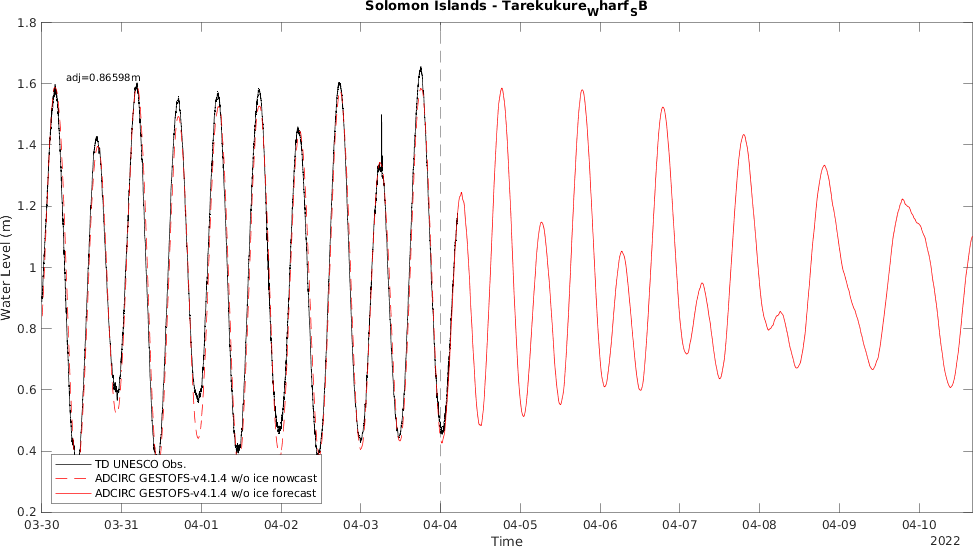 Solomon Islands - Tarekukure_Wharf_SB
1.8
1.6
1.4
1.2
1
0.8
0.6
0.4
0.2
Water Level (m)
adj=0.86598m
TD UNESCO Obs.
ADCIRC GESTOFS-v4.1.4 w/o ice nowcast
ADCIRC GESTOFS-v4.1.4 w/o ice forecast
03-30 03-31 04-01 04-02 04-03 04-04 04-05 04-06 04-07 04-08 04-09 04-10
Time
2022